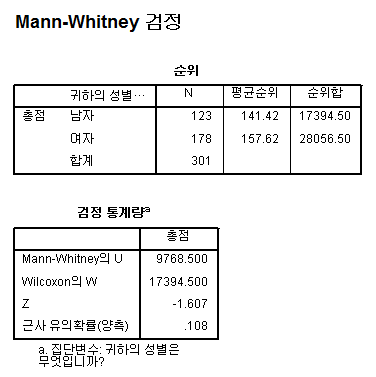 Mann-Whitney 검정
순위
귀하의 성별… N 평균순위 순위합
총점 남자 123 141.42 17394.50
여자 178 157.62 28056.50
합계 301
검정 통계량a
총점
Mann-Whitney의 U 9768.500
Wilcoxon의 W 17394.500
Z -1.607
근사 유의확률(양측) .108
a. 집단변수: 귀하의 성별은
무엇입니까?